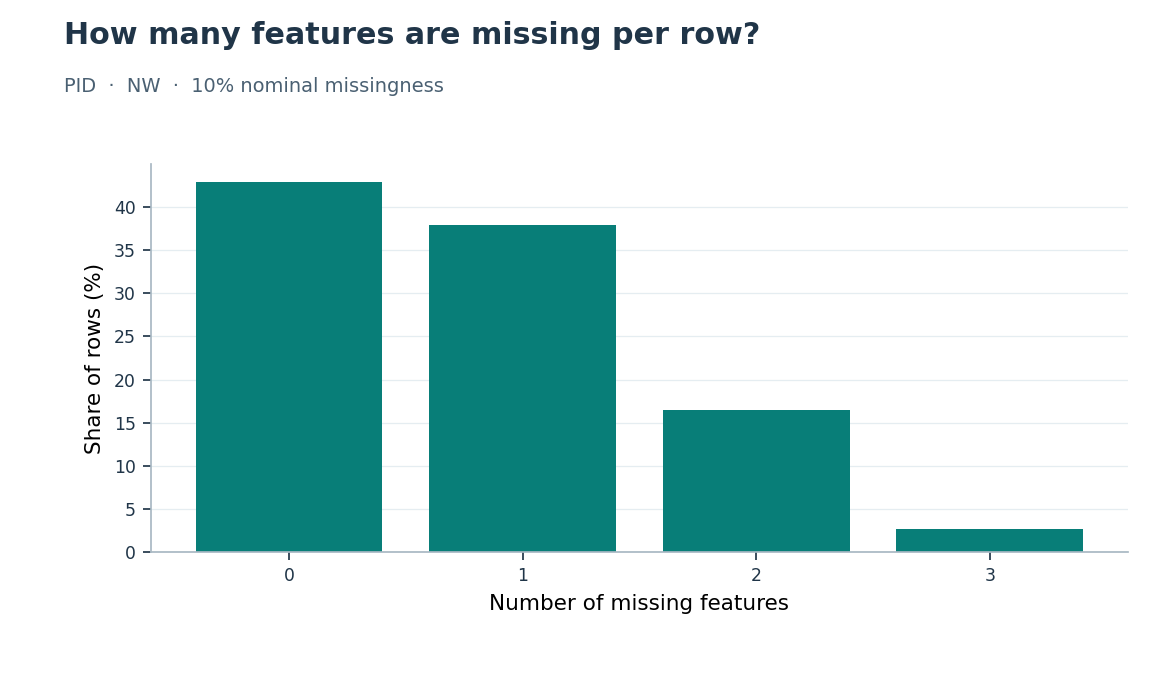 How many features are missing per row?
PID · NW · 10% nominal missingness
Share of rows (%)
40
35
30
25
20
15
10
5
0
0 1 2 3
Number of missing features